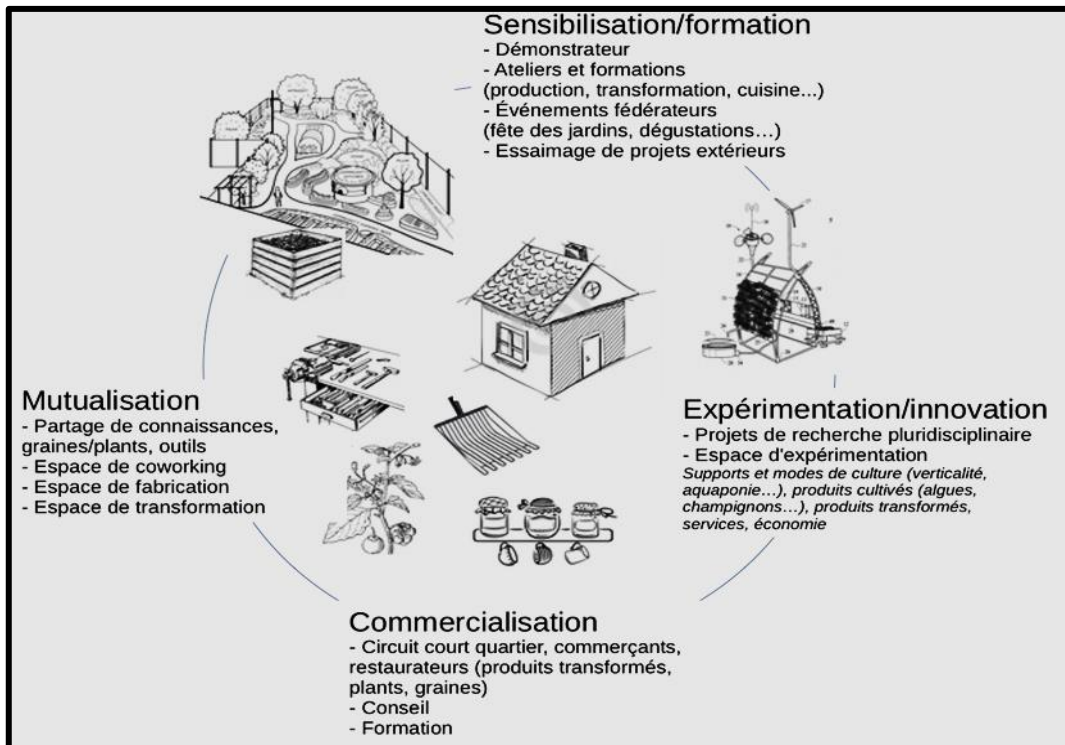 Sensibilisation/formation
- Démonstrateur
- Ateliers et formations
(production, transformation, cuisine...)
- Événements fédérateurs
(fête des jardins, dégustations…)
- Essaimage de projets extérieurs
Mutualisation
- Partage de connaissances,
graines/plants, outils
- Espace de coworking
- Espace de fabrication
- Espace de transformation
Expérimentation/innovation
- Projets de recherche pluridisciplinaire
- Espace d'expérimentation
Supports et modes de culture (verticalité,
aquaponie…), produits cultivés (algues,
champignons…), produits transformés,
services, économie
Commercialisation
- Circuit court quartier, commerçants,
restaurateurs (produits transformés,
plants, graines)
- Conseil
- Formation